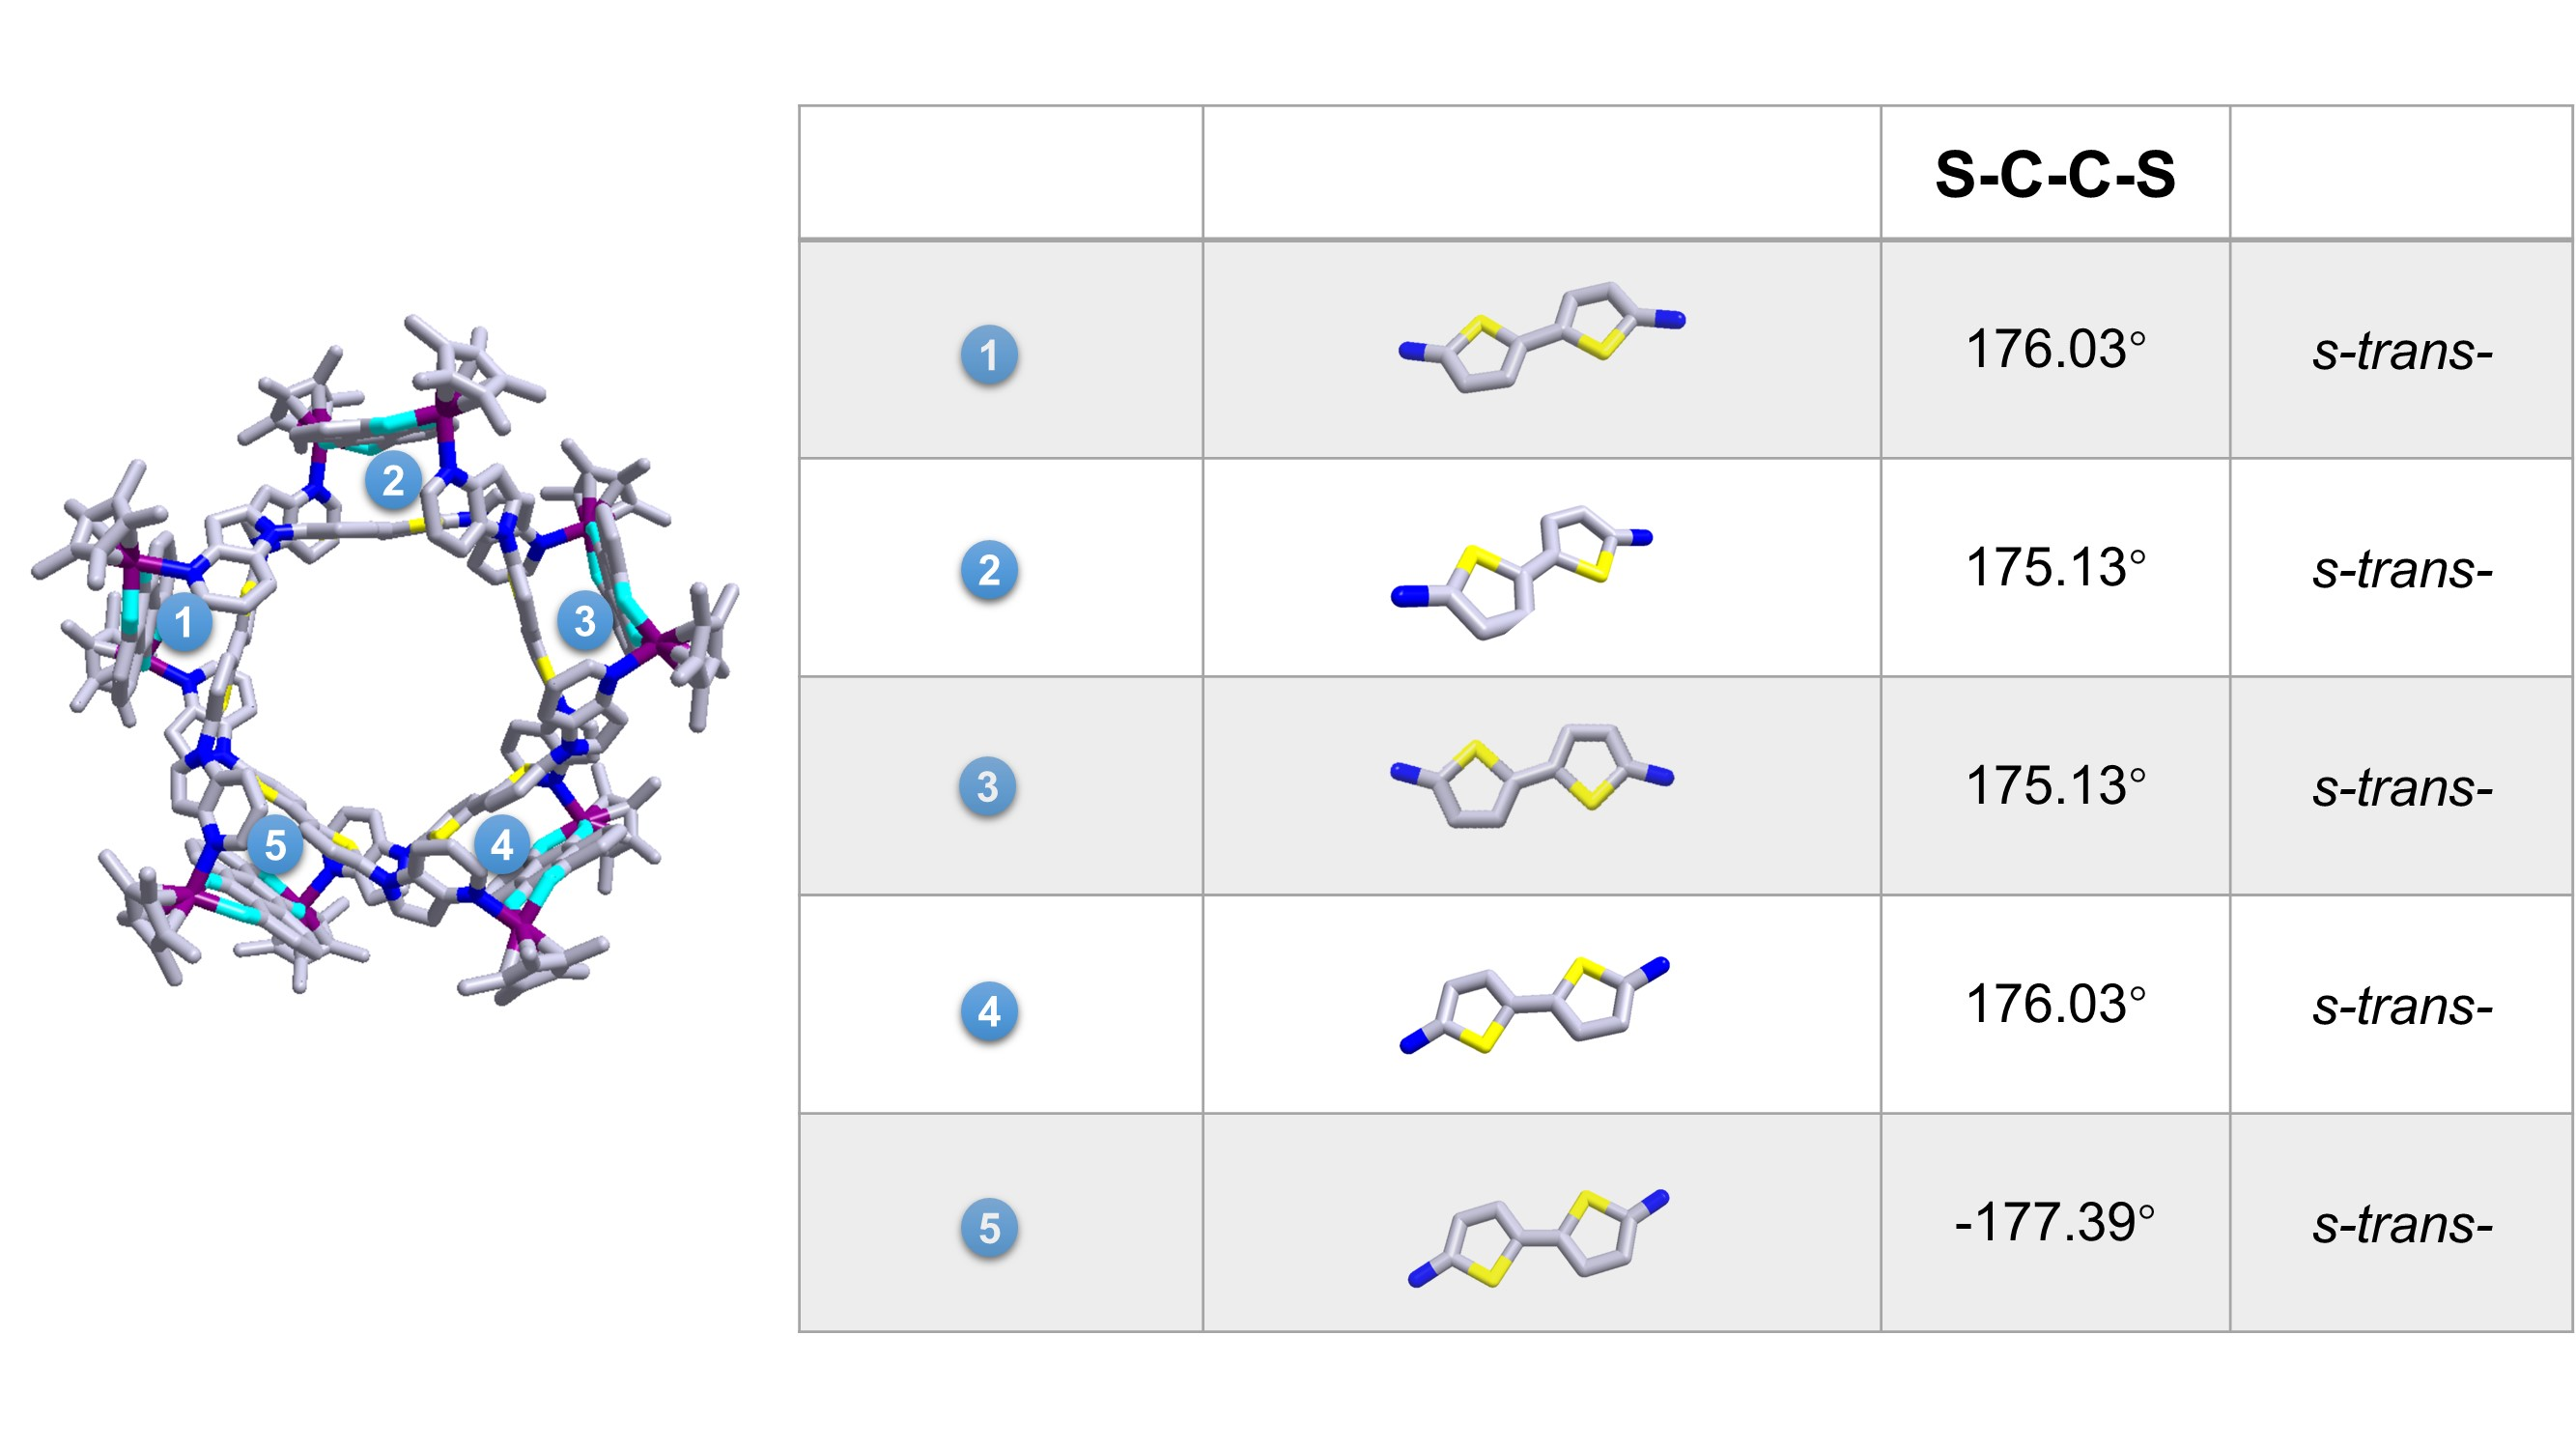 2
3
1
5
4
S-C-C-S
1 176.03° s-trans-
2 175.13° s-trans-
3 175.13° s-trans-
4 176.03° s-trans-
5 -177.39° s-trans-